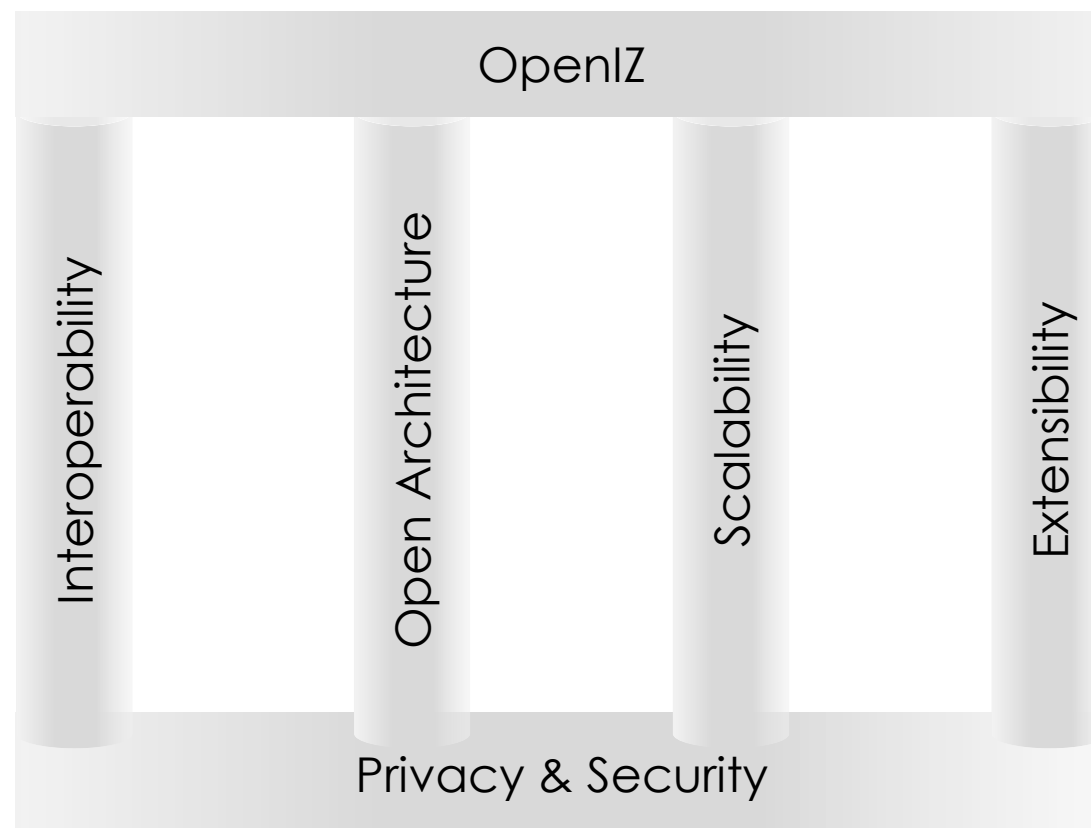 OpenIZ
Interoperability
Open Architecture
Scalability
Extensibility
Privacy & Security